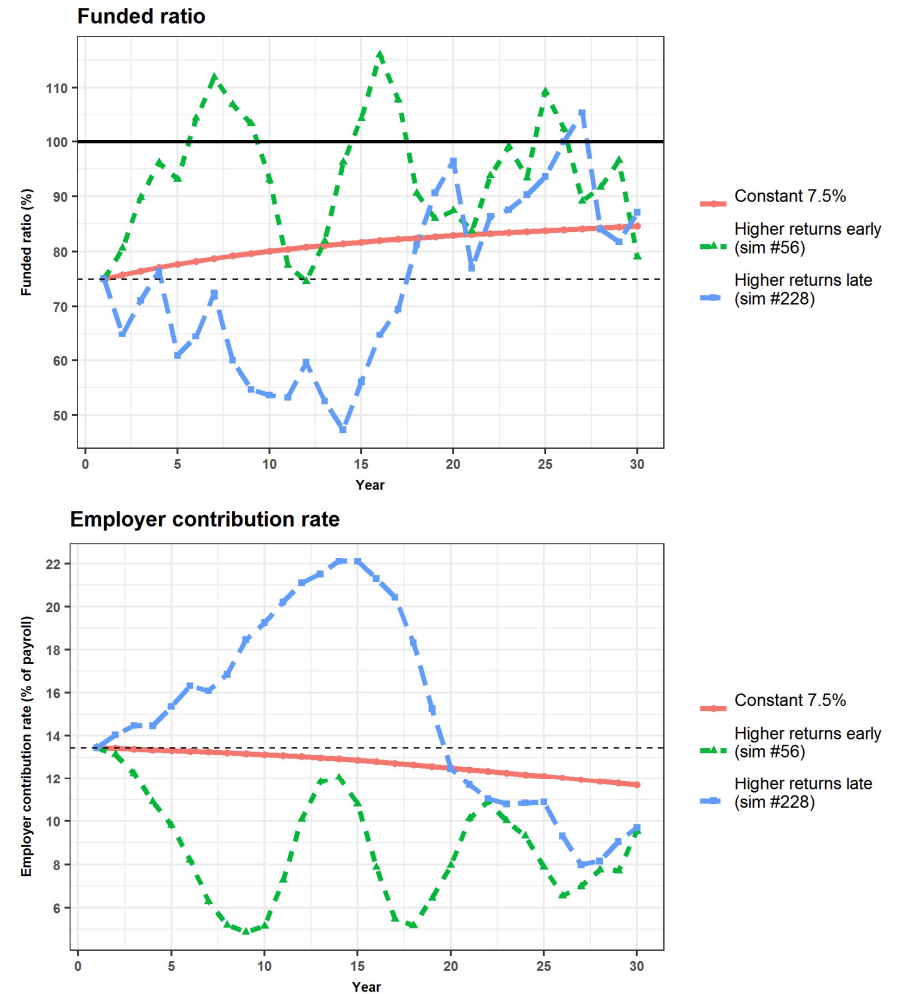 Funded ratio
Funded ratio (%)
110
100
90
80
70
60
50
0 5 10 15 20 25 30
Year
Constant 7.5%
Higher returns early
(sim #56)
Higher returns late
(sim #228)
Employer contribution rate
Employer contribution rate (% of payroll)
22
20
18
16
14
12
10
8
6
0 5 10 15 20 25 30
Year
Constant 7.5%
Higher returns early
(sim #56)
Higher returns late
(sim #228)